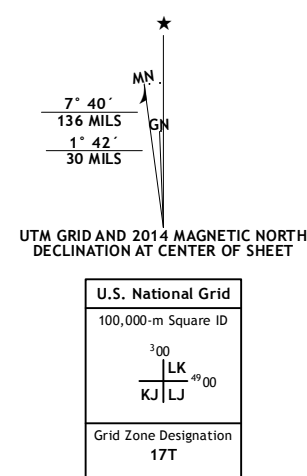 ★
MN
7° 40´
136 MILS
GN
1° 42´
30 MILS
UTM GRID AND 2014 MAGNETIC NORTH
DECLINATION AT CENTER OF SHEET
U.S. National Grid
100,000-m Square ID
³00
LK
⁴⁹00
KJ LJ
Grid Zone Designation
17T